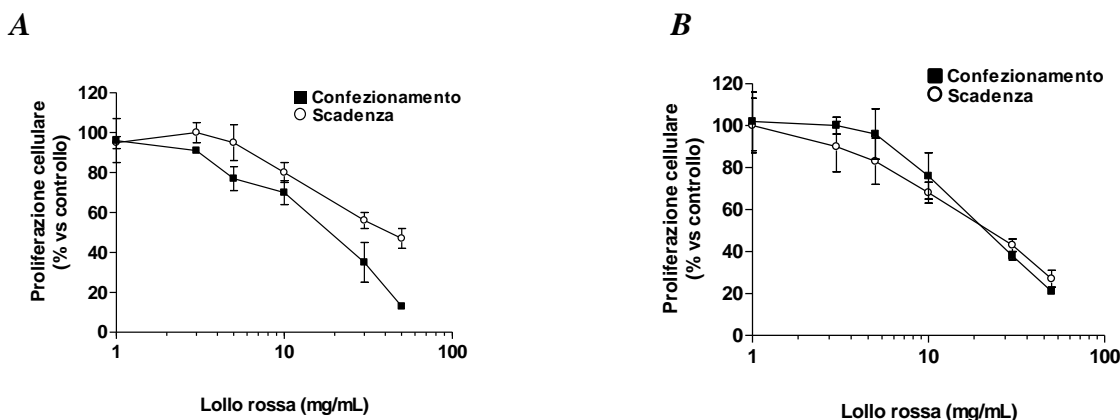 A
Confezionamento
Scadenza
Proliferazione cellulare
(% vs controllo)
120
100
80
60
40
20
0
1
10
100
Lollo rossa (mg/mL)
B
Confezionamento
Scadenza
Proliferazione cellulare
(% vs controllo)
120
100
80
60
40
20
0
1
10
100
Lollo rossa (mg/mL)